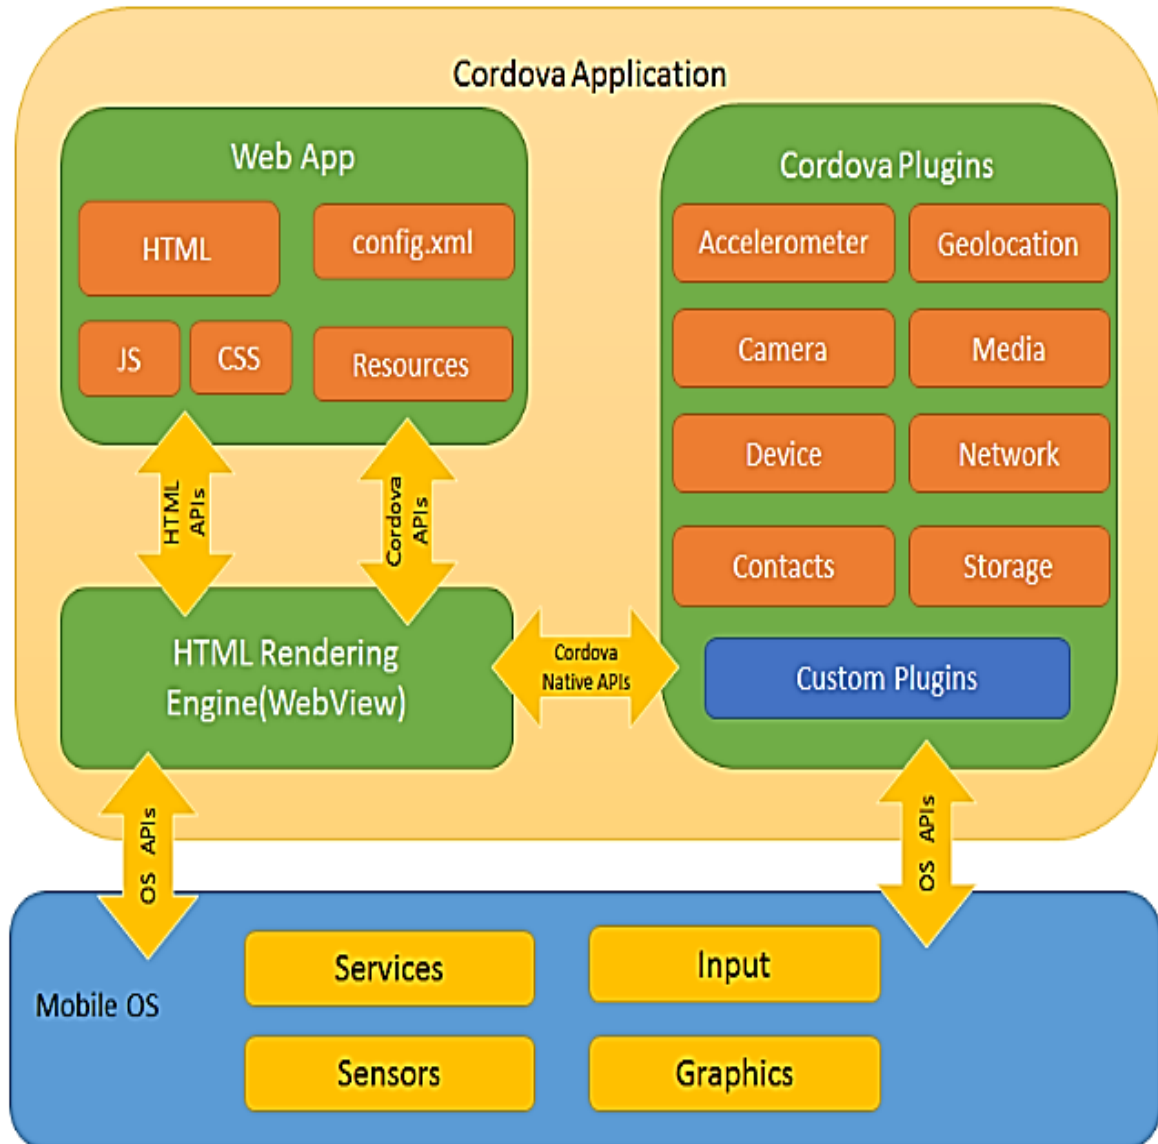 Cordova Application
Web App
HTML
config.xml
JS
CSS
Resources
Cordova Plugins
Accelerometer
Geolocation
Camera
Media
Device
Network
Contacts
Storage
Custom Plugins
HTML
APIs
Cordova
APIs
HTML Rendering
Engine(WebView)
Cordova
Native APIs
OS APIs
OS APIs
Mobile OS
Services
Input
Sensors
Graphics